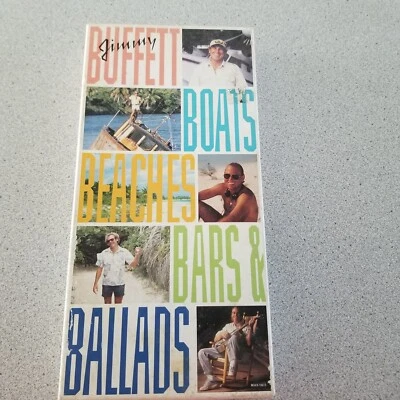 Jimmy
BUFFETT
BOATS
BEACHES
BARS &
BALLADS